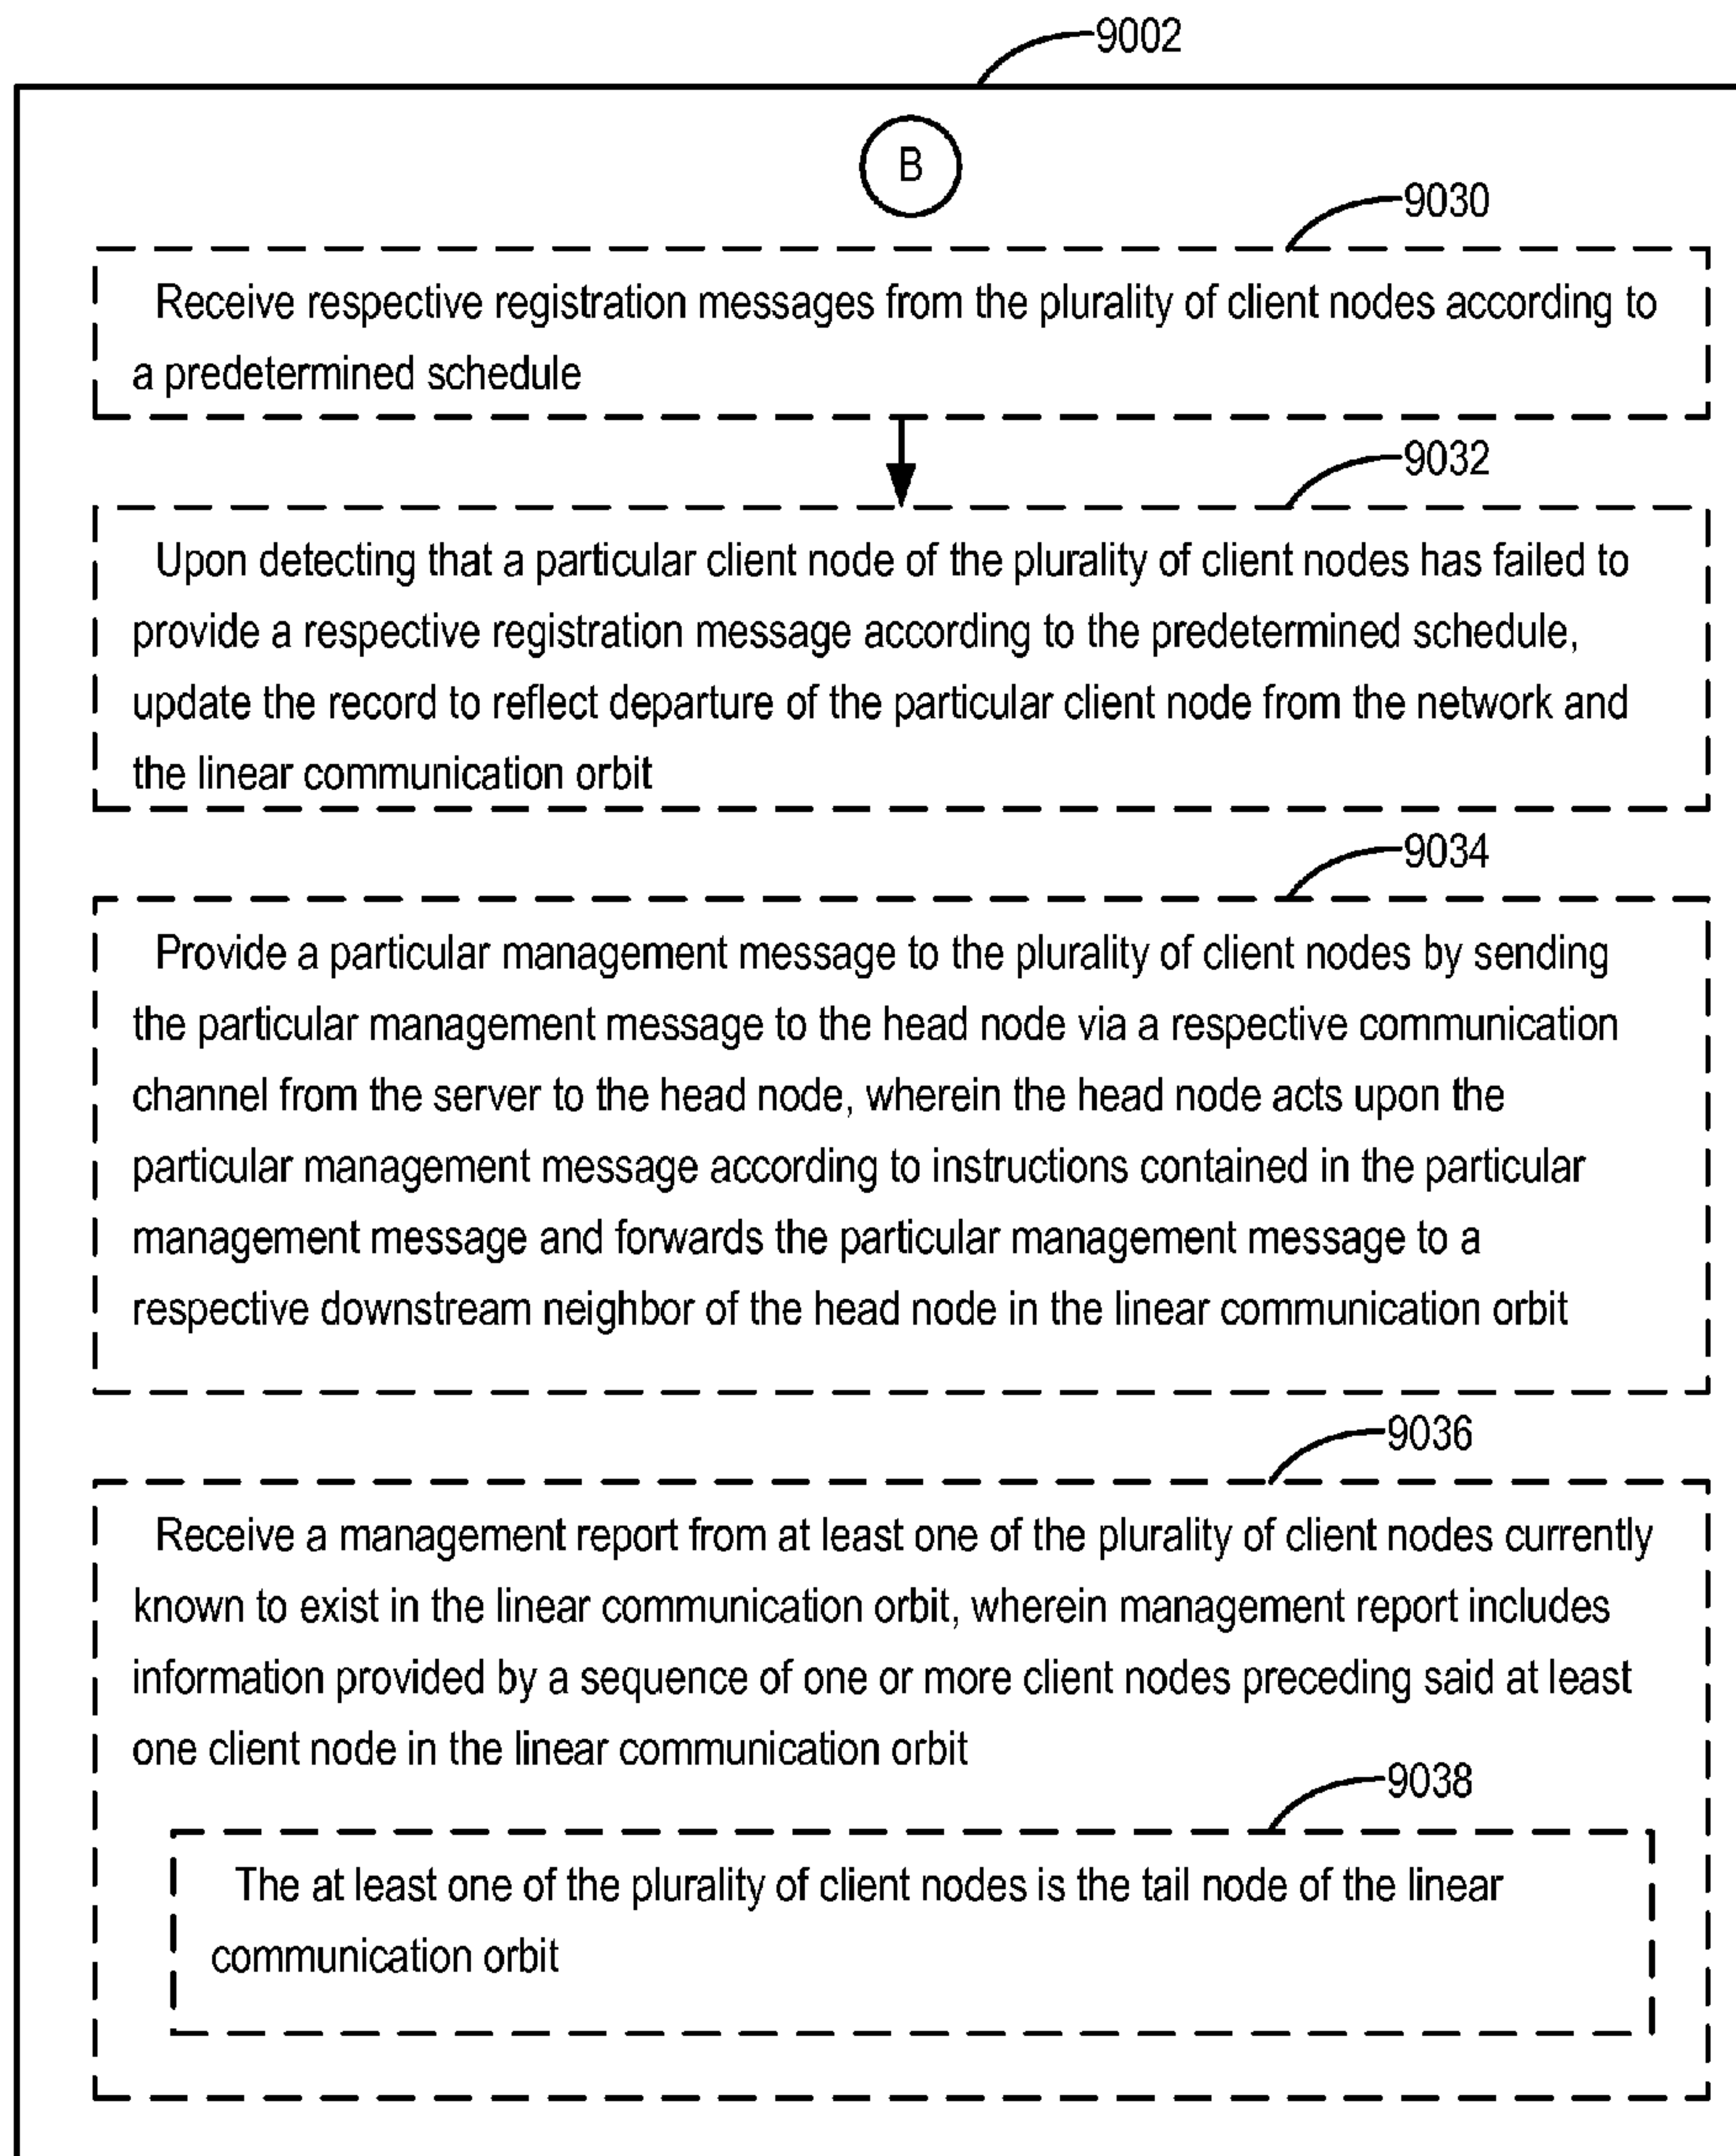 9002
B
9030
Receive respective registration messages from the plurality of client nodes according to
a predetermined schedule
9032
Upon detecting that a particular client node of the plurality of client nodes has failed to
provide a respective registration message according to the predetermined schedule,
update the record to reflect departure of the particular client node from the network and
the linear communication orbit
9034
Provide a particular management message to the plurality of client nodes by sending
the particular management message to the head node via a respective communication
channel from the server to the head node, wherein the head node acts upon the
particular management message according to instructions contained in the particular
management message and forwards the particular management message to a
respective downstream neighbor of the head node in the linear communication orbit
9036
Receive a management report from at least one of the plurality of client nodes currently
known to exist in the linear communication orbit, wherein management report includes
information provided by a sequence of one or more client nodes preceding said at least
one client node in the linear communication orbit
9038
The at least one of the plurality of client nodes is the tail node of the linear
communication orbit